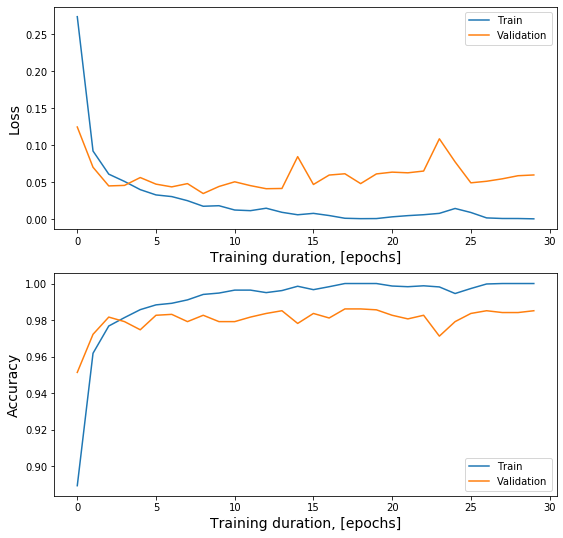 Train
Validation
0.25
0.20
0.15
0.10
0.05
0.00
Loss
0 5 10 15 20 25 30
Training duration, [epochs]
1.00
0.98
0.96
0.94
0.92
0.90
Accuracy
Train
Validation
0 5 10 15 20 25 30
Training duration, [epochs]